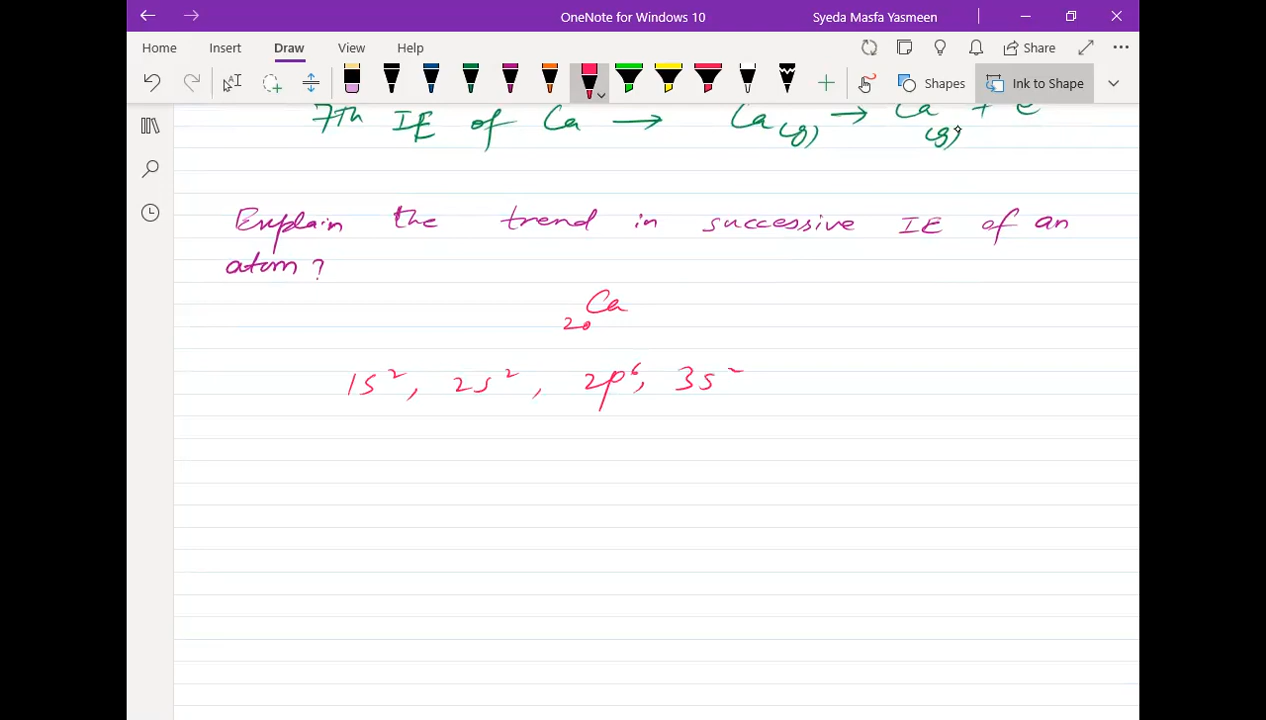 OneNote for Windows 10
Syeda Masfa Yasmeen
Home Insert Draw View Help
Share
Shapes
Ink to Shape
7th IE of Ca → Ca(g) → Ca(g) + e
Explain the trend in successive IE of an
atom?
20Ca
1s², 2s², 2p⁶, 3s²